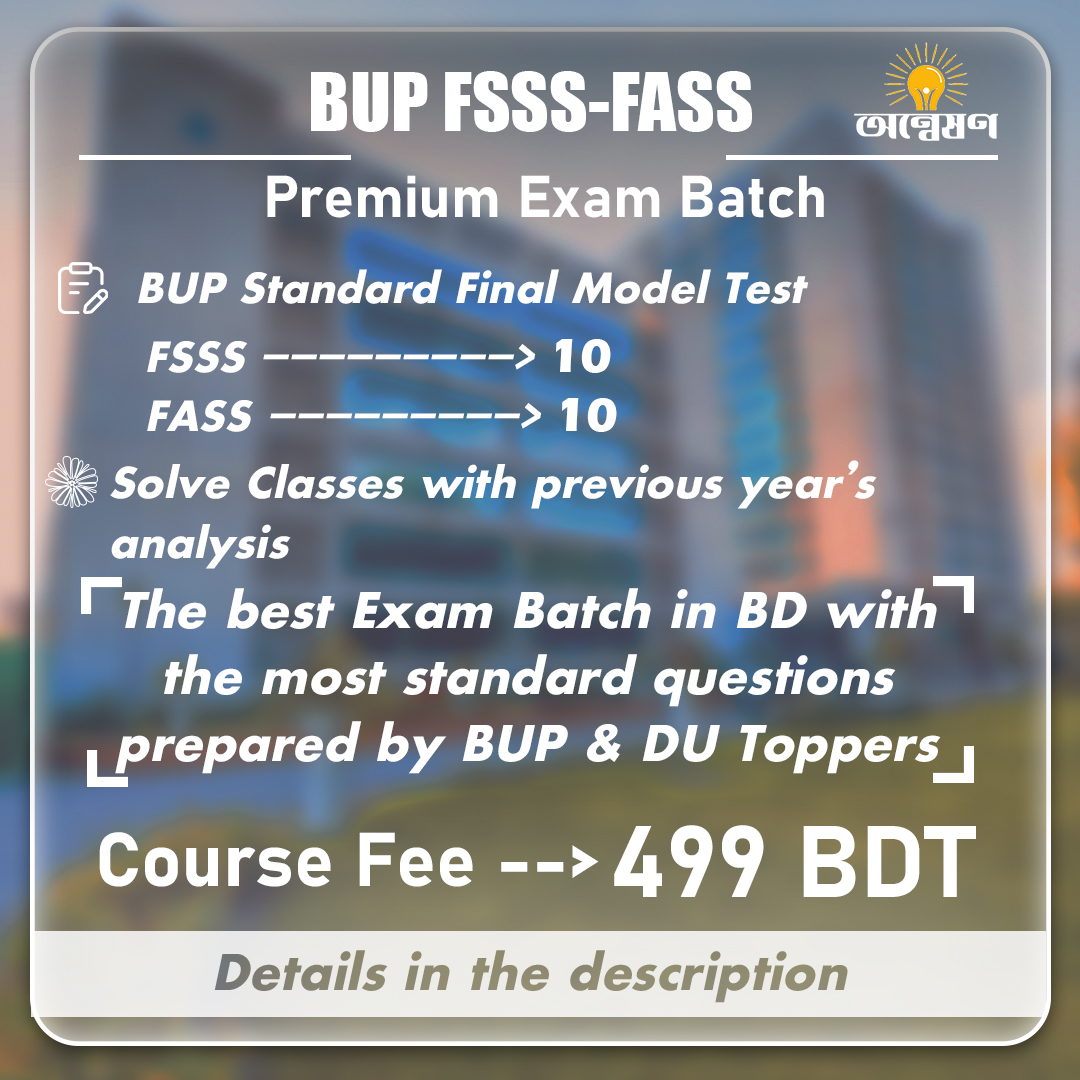 BUP FSSS-FASS
অন্বেষণ
Premium Exam Batch
BUP Standard Final Model Test
FSSS ---------> 10
FASS ---------> 10
Solve Classes with previous year's
analysis
The best Exam Batch in BD with
the most standard questions
prepared by BUP & DU Toppers
Course Fee --> 499 BDT
Details in the description